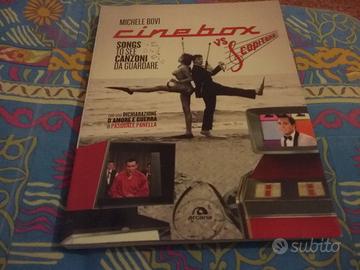 MICHELE BOVI
cinebox
VS
Scopitone
SONGS
TO SEE
CANZONI
DA GUARDARE
CON UNA DICHIARAZIONE
D'AMORE E GUERRA
DI PASQUALE PANELLA
arcana
subito